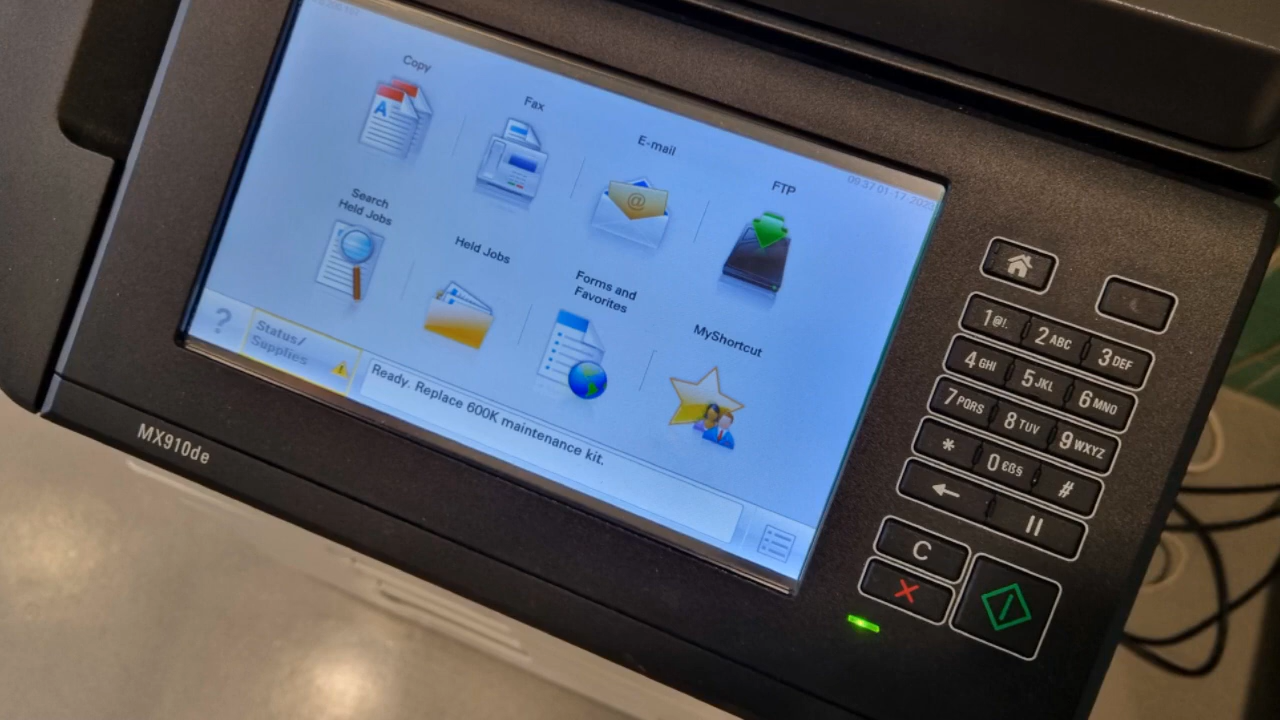 Copy
Fax
E-mail
FTP
Search
Held Jobs
Held Jobs
Forms and
Favorites
MyShortcut
?
Status/
Supplies
Ready. Replace 600K maintenance kit.
MX910de
1@!.
2ABC
3DEF
4GHI
5JKL
6MNO
7PQRS
8TUV
9WXYZ
*
0€ß§
#
C
A
@